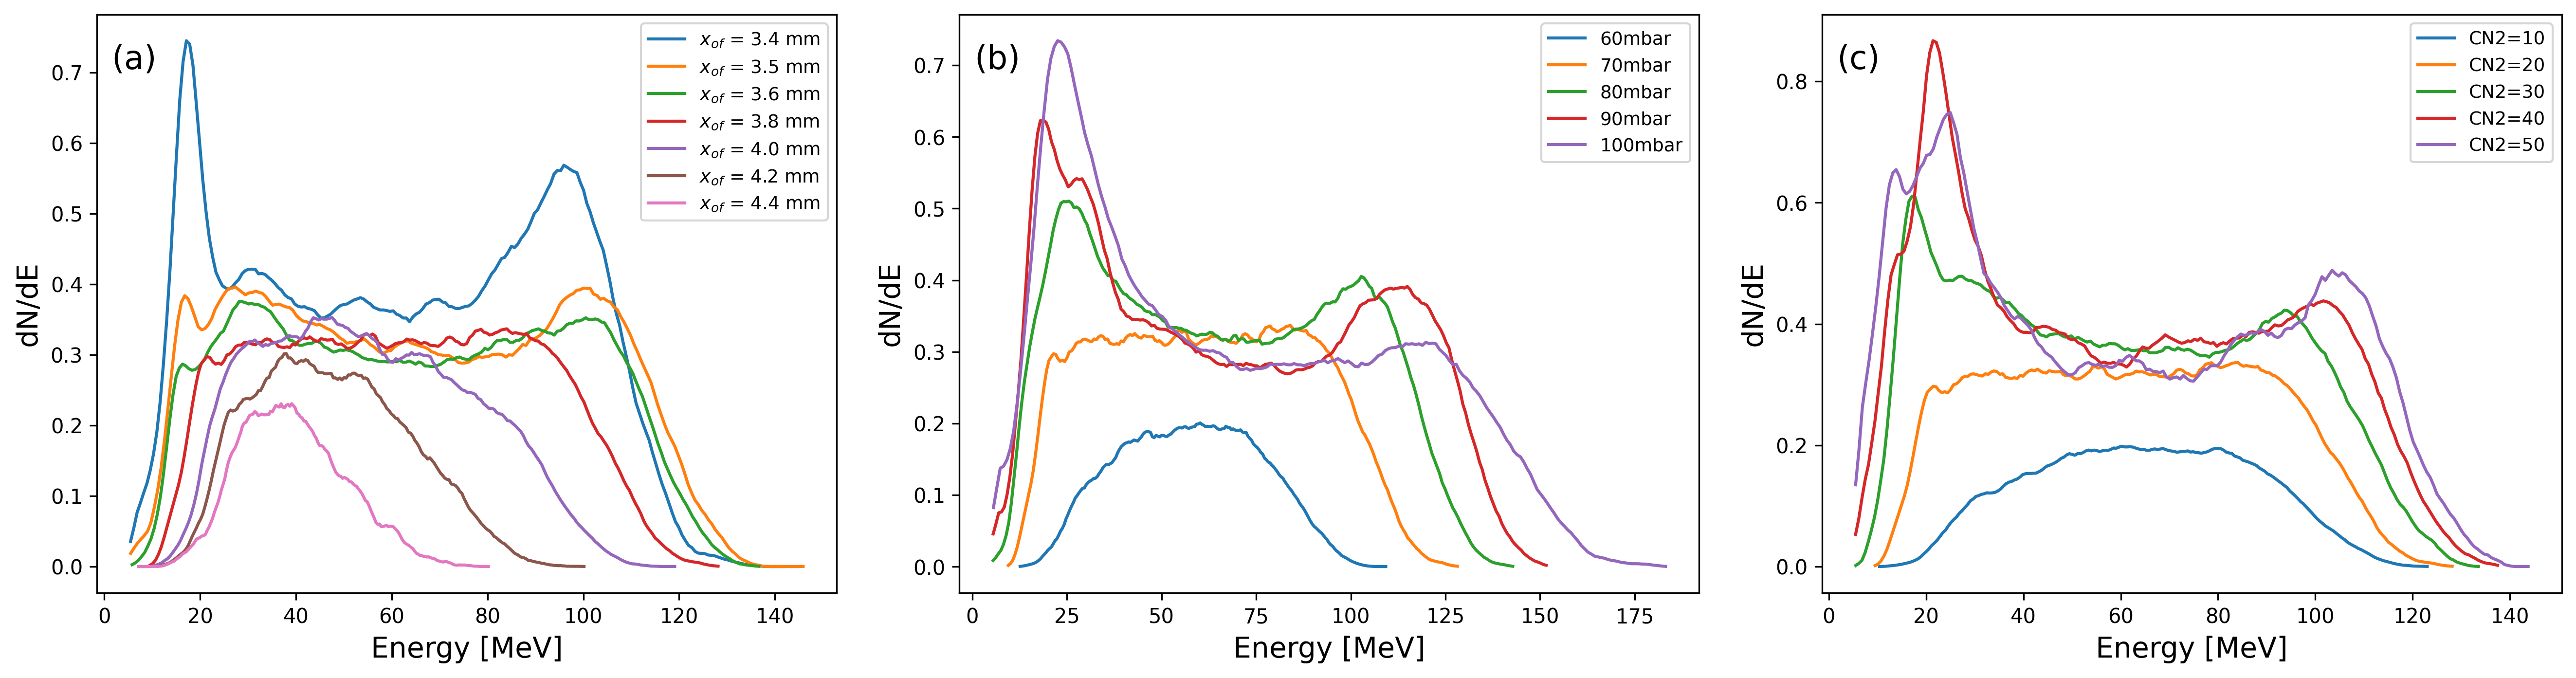 (a)
x_of = 3.4 mm
x_of = 3.5 mm
x_of = 3.6 mm
x_of = 3.8 mm
x_of = 4.0 mm
x_of = 4.2 mm
x_of = 4.4 mm
dN/dE
0.7
0.6
0.5
0.4
0.3
0.2
0.1
0.0
0 20 40 60 80 100 120 140
Energy [MeV]
(b)
60mbar
70mbar
80mbar
90mbar
100mbar
dN/dE
0.7
0.6
0.5
0.4
0.3
0.2
0.1
0.0
0 25 50 75 100 125 150 175
Energy [MeV]
(c)
CN2=10
CN2=20
CN2=30
CN2=40
CN2=50
dN/dE
0.8
0.6
0.4
0.2
0.0
0 20 40 60 80 100 120 140
Energy [MeV]